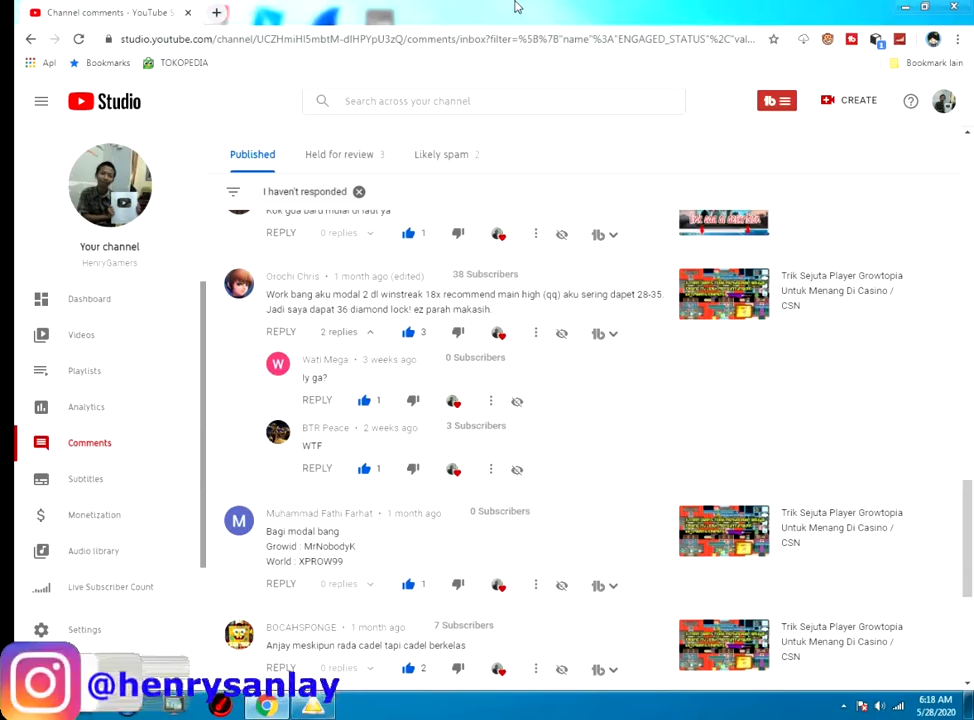 Channel comments - YouTube S
studio.youtube.com/channel/UCZHmiHI5mbtM-dIHPYpU3zQ/comments/inbox?filter=%5B%7B"name"%3A"ENGAGED_STATUS"%2C"val...
Apl
Bookmarks
TOKOPEDIA
Bookmark lain
Studio
Search across your channel
CREATE
Published
Held for review 3
Likely spam 2
I haven't responded
Your channel
HenryGamers
Dashboard
Videos
Playlists
Analytics
Comments
Subtitles
Monetization
Audio library
Live Subscriber Count
Settings
Kok gua baru mulai di laut ya
REPLY 0 replies 1
Orochi Chris • 1 month ago (edited) 38 Subscribers
Work bang aku modal 2 dl winstreak 18x recommend main high (qq) aku sering dapet 28-35.
Jadi saya dapat 36 diamond lock! ez parah makasih.
REPLY 2 replies 3
Trik Sejuta Player Growtopia
Untuk Menang Di Casino /
CSN
Wati Mega • 3 weeks ago 0 Subscribers
Iy ga?
REPLY 1
BTR Peace • 2 weeks ago 3 Subscribers
WTF
REPLY 1
Muhammad Fathi Farhat • 1 month ago 0 Subscribers
M
Bagi modal bang
Growid : MrNobodyK
World : XPROW99
REPLY 0 replies 1
Trik Sejuta Player Growtopia
Untuk Menang Di Casino /
CSN
BOCAHSPONGE • 1 month ago 7 Subscribers
Anjay meskipun rada cadel tapi cadel berkelas
REPLY 0 replies 2
Trik Sejuta Player Growtopia
Untuk Menang Di Casino /
CSN
@henrysanlay
6:18 AM
5/28/2020